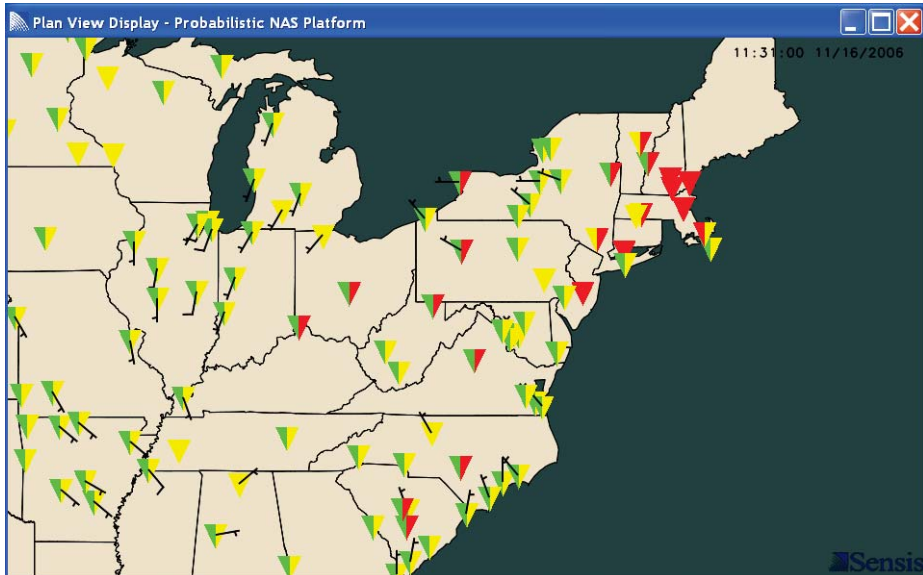 Plan View Display - Probabilistic NAS Platform
11:31:00 11/16/2006
Sensis